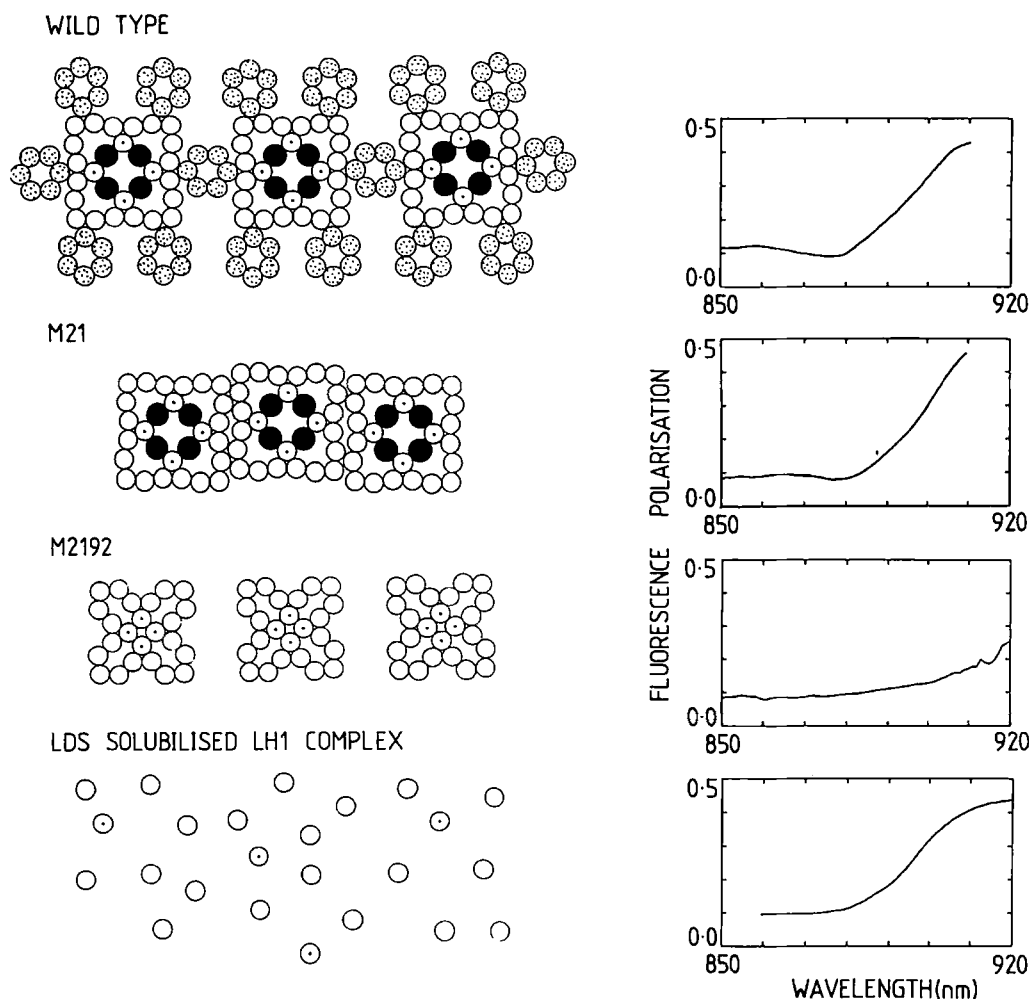 WILD TYPE
0·5
0·0
850
920
M21
0·5
0·0
850
920
M2192
0·5
0·0
850
920
LDS SOLUBILISED LH1 COMPLEX
0·5
0·0
850
920
FLUORESCENCE POLARISATION
WAVELENGTH(nm)